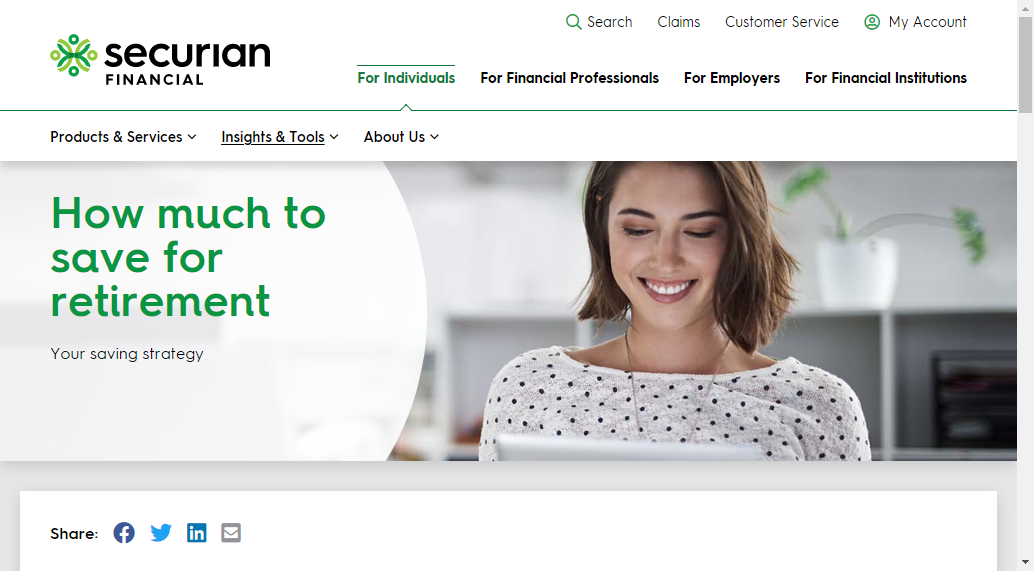 Search Claims Customer Service My Account
securian
FINANCIAL
For Individuals For Financial Professionals For Employers For Financial Institutions
Products & Services Insights & Tools About Us
How much to
save for
retirement
Your saving strategy
Share: